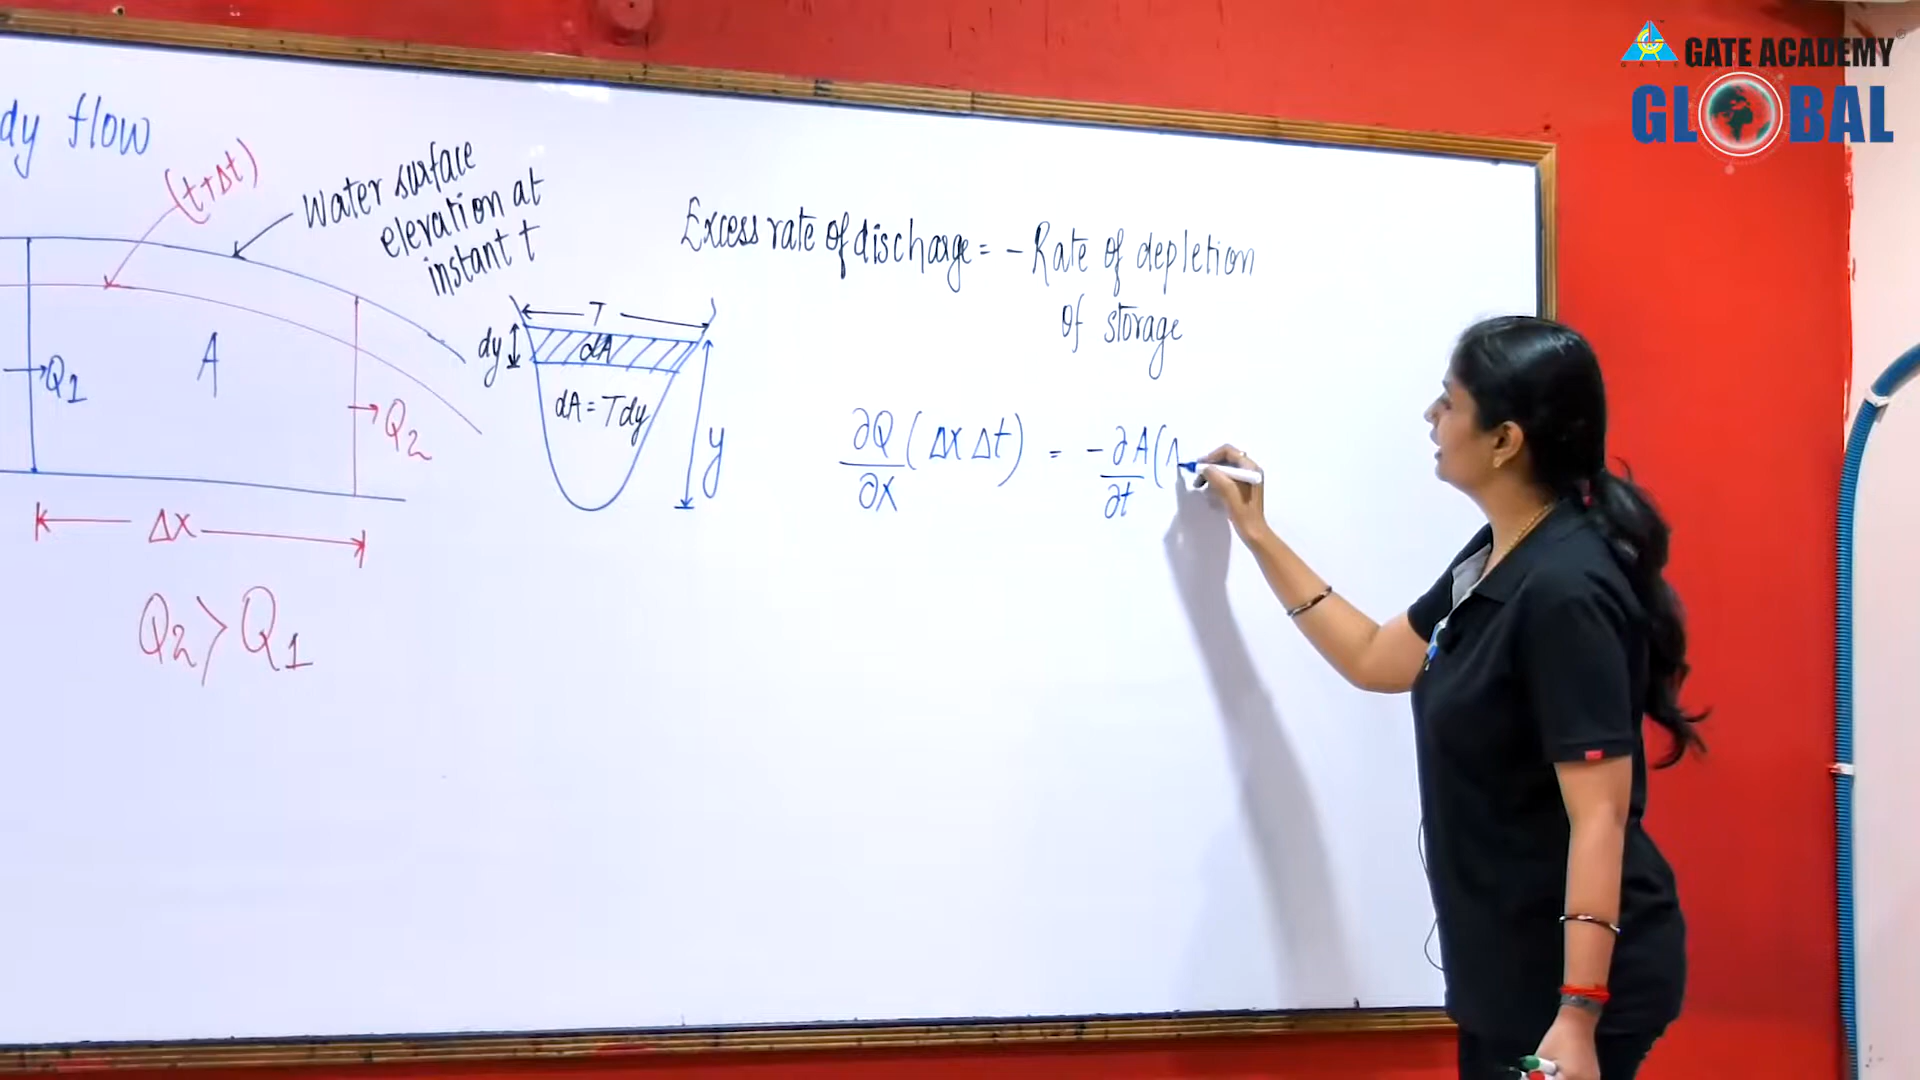 GATE ACADEMY
GLOBAL
dy flow
(t+Δt)
Water surface
elevation at
instant t
Q1
A
Q2
Δx
Q2 > Q1
T
dy
dA
dA = Tdy
y
Excess rate of discharge = - Rate of depletion
of storage
∂Q/∂x (Δx Δt) = -∂A/∂t (